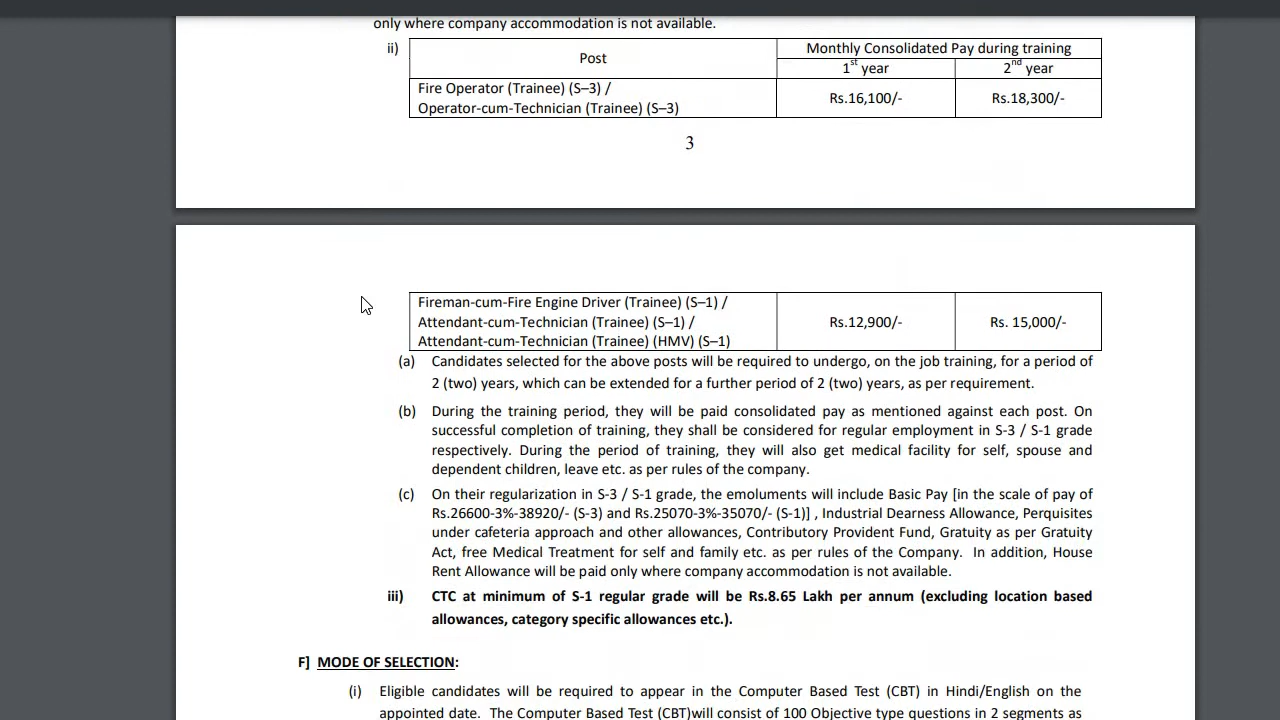 only where company accommodation is not available.
ii)
Post
Monthly Consolidated Pay during training
1st year
2nd year
Fire Operator (Trainee) (S–3) /
Operator-cum-Technician (Trainee) (S–3)
Rs.16,100/-
Rs.18,300/-
3
Fireman-cum-Fire Engine Driver (Trainee) (S–1) /
Attendant-cum-Technician (Trainee) (S–1) /
Attendant-cum-Technician (Trainee) (HMV) (S–1)
Rs.12,900/-
Rs. 15,000/-
(a) Candidates selected for the above posts will be required to undergo, on the job training, for a period of
2 (two) years, which can be extended for a further period of 2 (two) years, as per requirement.
(b) During the training period, they will be paid consolidated pay as mentioned against each post. On
successful completion of training, they shall be considered for regular employment in S-3 / S-1 grade
respectively. During the period of training, they will also get medical facility for self, spouse and
dependent children, leave etc. as per rules of the company.
(c) On their regularization in S-3 / S-1 grade, the emoluments will include Basic Pay [in the scale of pay of
Rs.26600-3%-38920/- (S-3) and Rs.25070-3%-35070/- (S-1)] , Industrial Dearness Allowance, Perquisites
under cafeteria approach and other allowances, Contributory Provident Fund, Gratuity as per Gratuity
Act, free Medical Treatment for self and family etc. as per rules of the Company. In addition, House
Rent Allowance will be paid only where company accommodation is not available.
iii) CTC at minimum of S-1 regular grade will be Rs.8.65 Lakh per annum (excluding location based
allowances, category specific allowances etc.).
F] MODE OF SELECTION:
(i) Eligible candidates will be required to appear in the Computer Based Test (CBT) in Hindi/English on the
appointed date. The Computer Based Test (CBT)will consist of 100 Objective type questions in 2 segments as